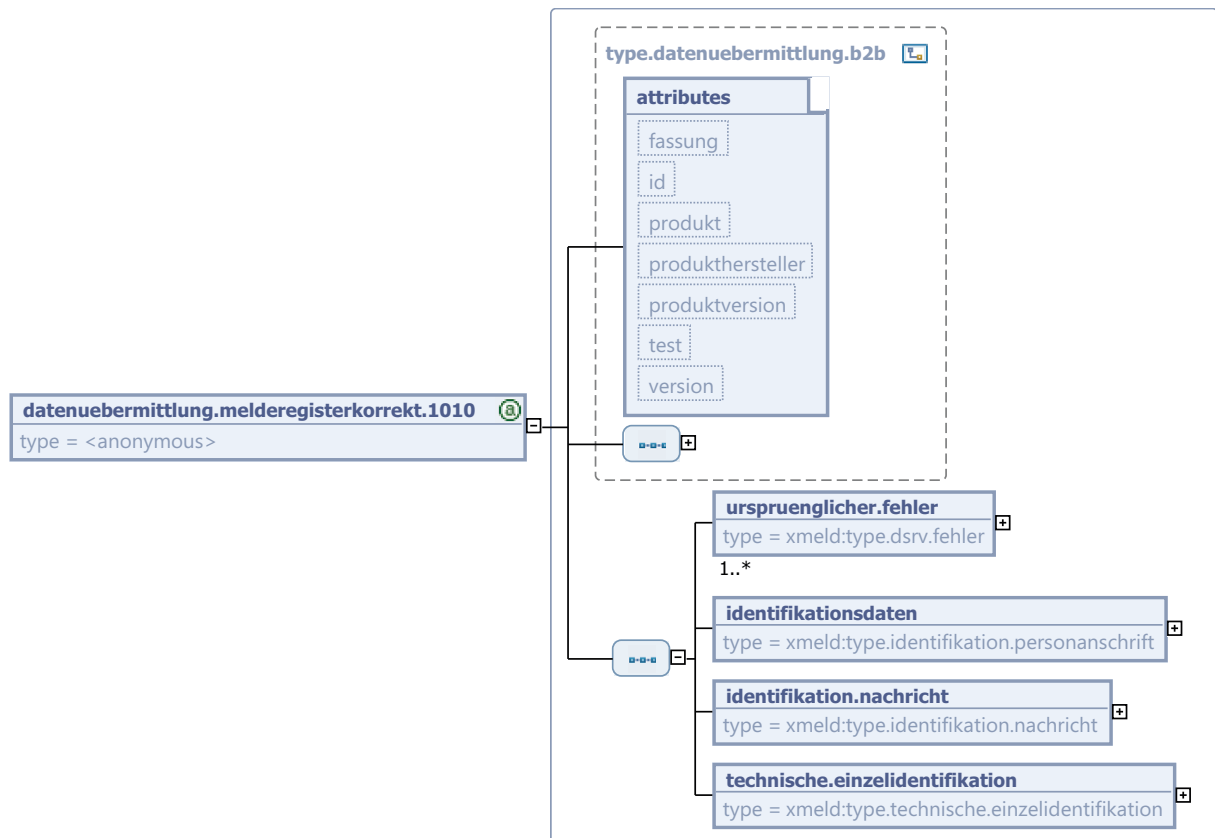 type.datenuebermittlung.b2b
attributes
fassung
id
produkt
produkthersteller
produktversion
test
version
datenuebermittlung.melderegisterkorrekt.1010 a
type = <anonymous>
urspruenglicher.fehler
type = xmeld:type.dsrv.fehler
1..*
identifikationsdaten
type = xmeld:type.identifikation.personanschrift
identifikation.nachricht
type = xmeld:type.identifikation.nachricht
technische.einzelidentifikation
type = xmeld:type.technische.einzelidentifikation